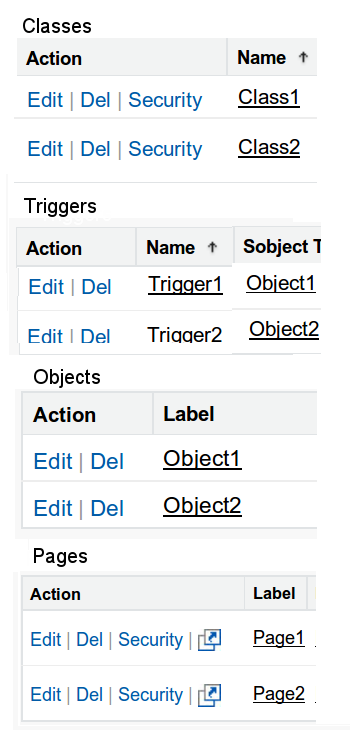 Classes
Action Name ↑
Edit | Del | Security Class1
Edit | Del | Security Class2
Triggers
Action Name ↑ Sobject T
Edit | Del Trigger1 Object1
Edit | Del Trigger2 Object2
Objects
Action Label
Edit | Del Object1
Edit | Del Object2
Pages
Action Label
Edit | Del | Security | Page1
Edit | Del | Security | Page2